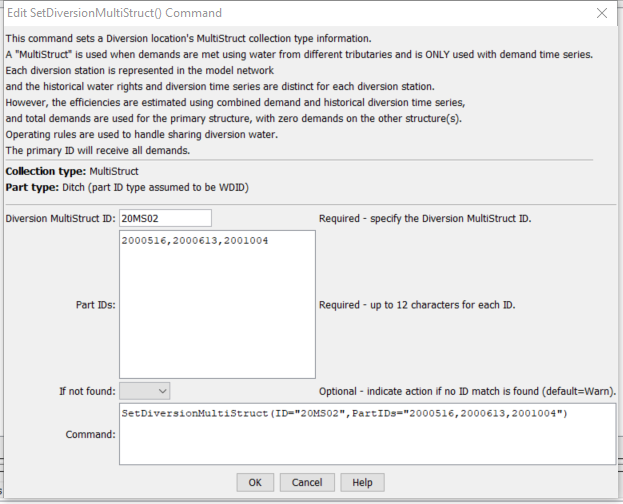 Edit SetDiversionMultiStruct() Command
This command sets a Diversion location's MultiStruct collection type information.
A "MultiStruct" is used when demands are met using water from different tributaries and is ONLY used with demand time series.
Each diversion station is represented in the model network
and the historical water rights and diversion time series are distinct for each diversion station.
However, the efficiencies are estimated using combined demand and historical diversion time series,
and total demands are used for the primary structure, with zero demands on the other structure(s).
Operating rules are used to handle sharing diversion water.
The primary ID will receive all demands.
Collection type: MultiStruct
Part type: Ditch (part ID type assumed to be WDID)
Diversion MultiStruct ID: 20MS02 Required - specify the Diversion MultiStruct ID.
2000516,2000613,2001004
Part IDs: Required - up to 12 characters for each ID.
If not found: Optional - indicate action if no ID match is found (default=Warn).
SetDiversionMultiStruct(ID="20MS02",PartIDs="2000516,2000613,2001004")
Command:
OK Cancel Help